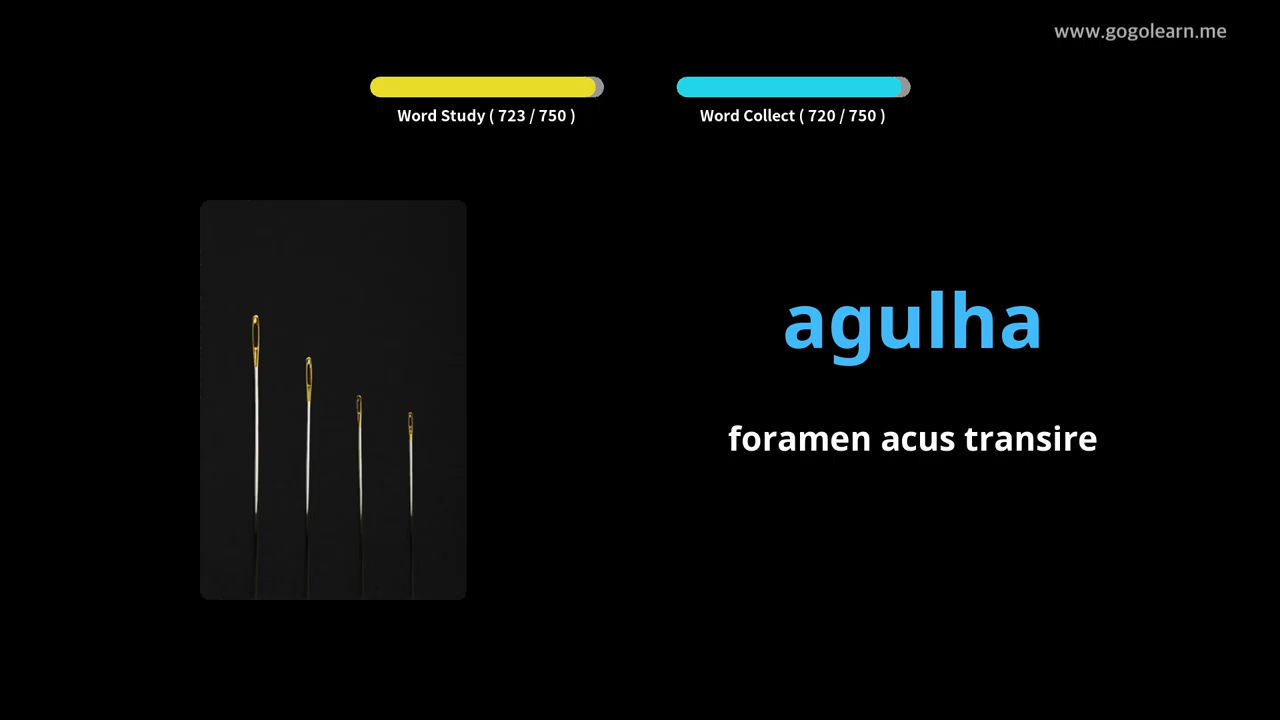 www.gogolearn.me
Word Study ( 723 / 750 )
Word Collect ( 720 / 750 )
agulha
foramen acus transire